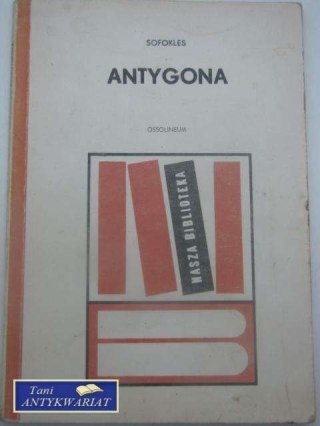 SOFOKLES
ANTYGONA
OSSOLINEUM
NASZA BIBLIOTEKA
Tani
ANTYKWARIAT